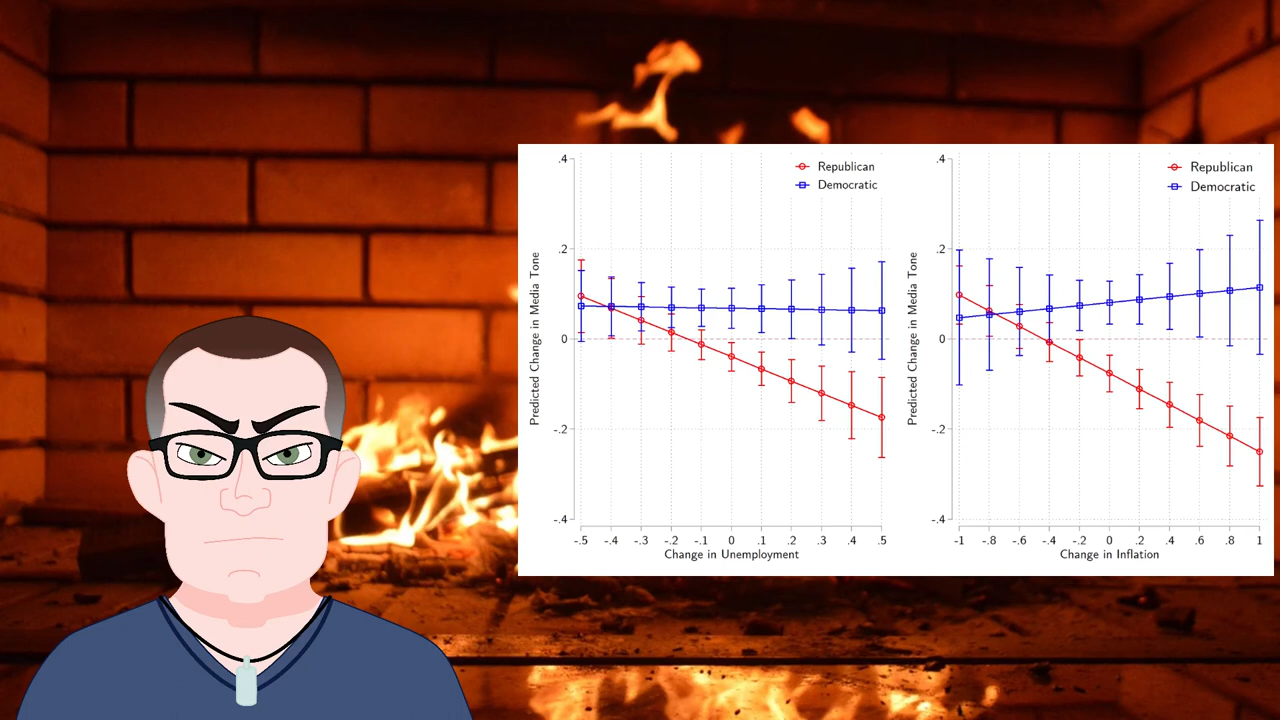 Predicted Change in Media Tone
.4
.2
0
-.2
-.4
Republican
Democratic
-.5 -.4 -.3 -.2 -.1 0 .1 .2 .3 .4 .5
Change in Unemployment
Predicted Change in Media Tone
.4
.2
0
-.2
-.4
Republican
Democratic
-1 -.8 -.6 -.4 -.2 0 .2 .4 .6 .8 1
Change in Inflation